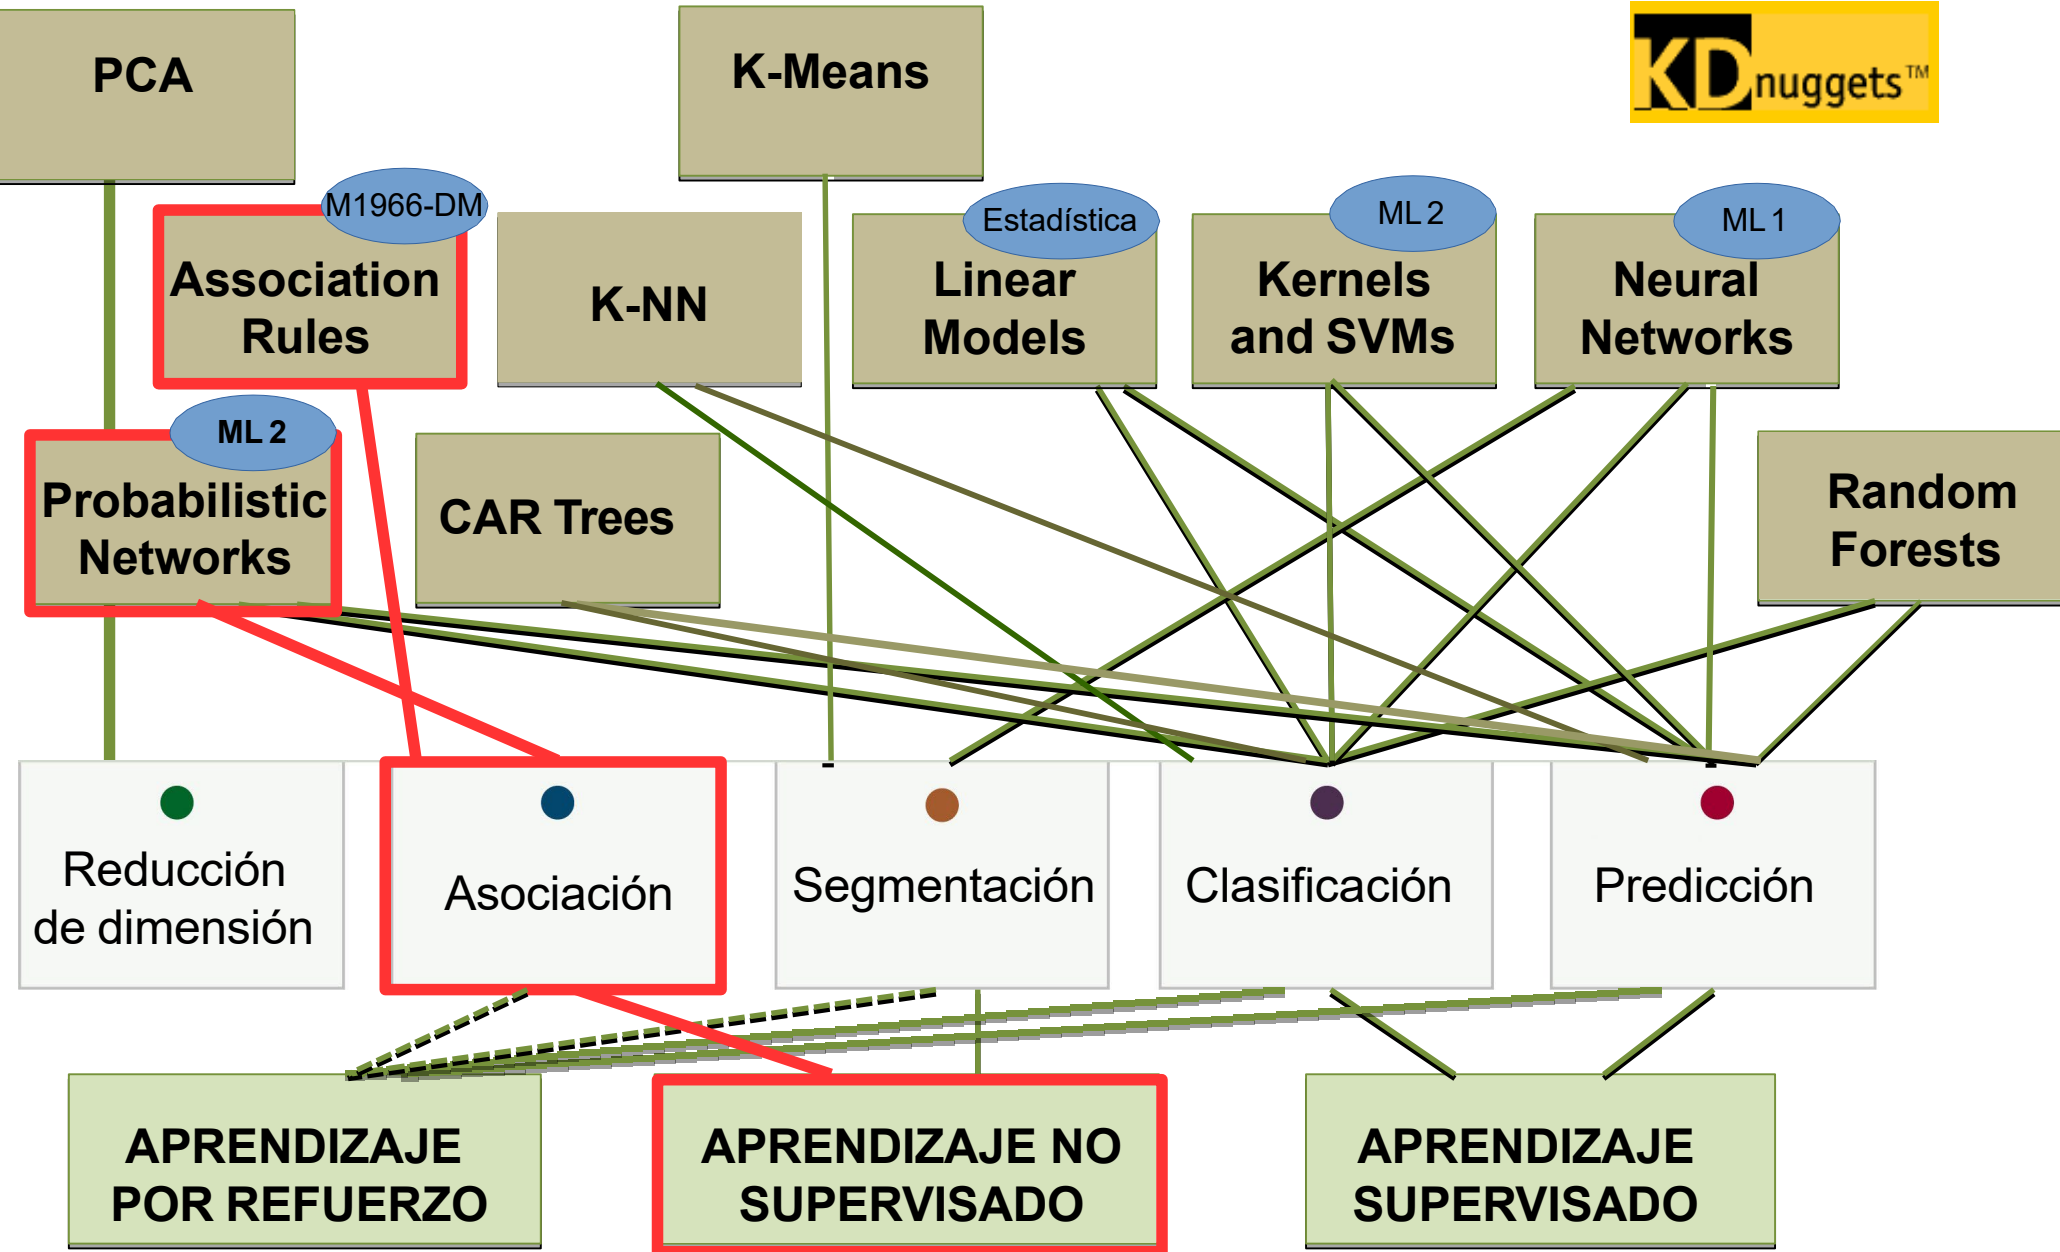 PCA
K-Means
KDnuggets™
M1966-DM
Association
Rules
K-NN
Estadística
Linear
Models
ML 2
Kernels
and SVMs
ML 1
Neural
Networks
ML 2
Probabilistic
Networks
CAR Trees
Random
Forests
Reducción
de dimensión
Asociación
Segmentación
Clasificación
Predicción
APRENDIZAJE
POR REFUERZO
APRENDIZAJE NO
SUPERVISADO
APRENDIZAJE
SUPERVISADO